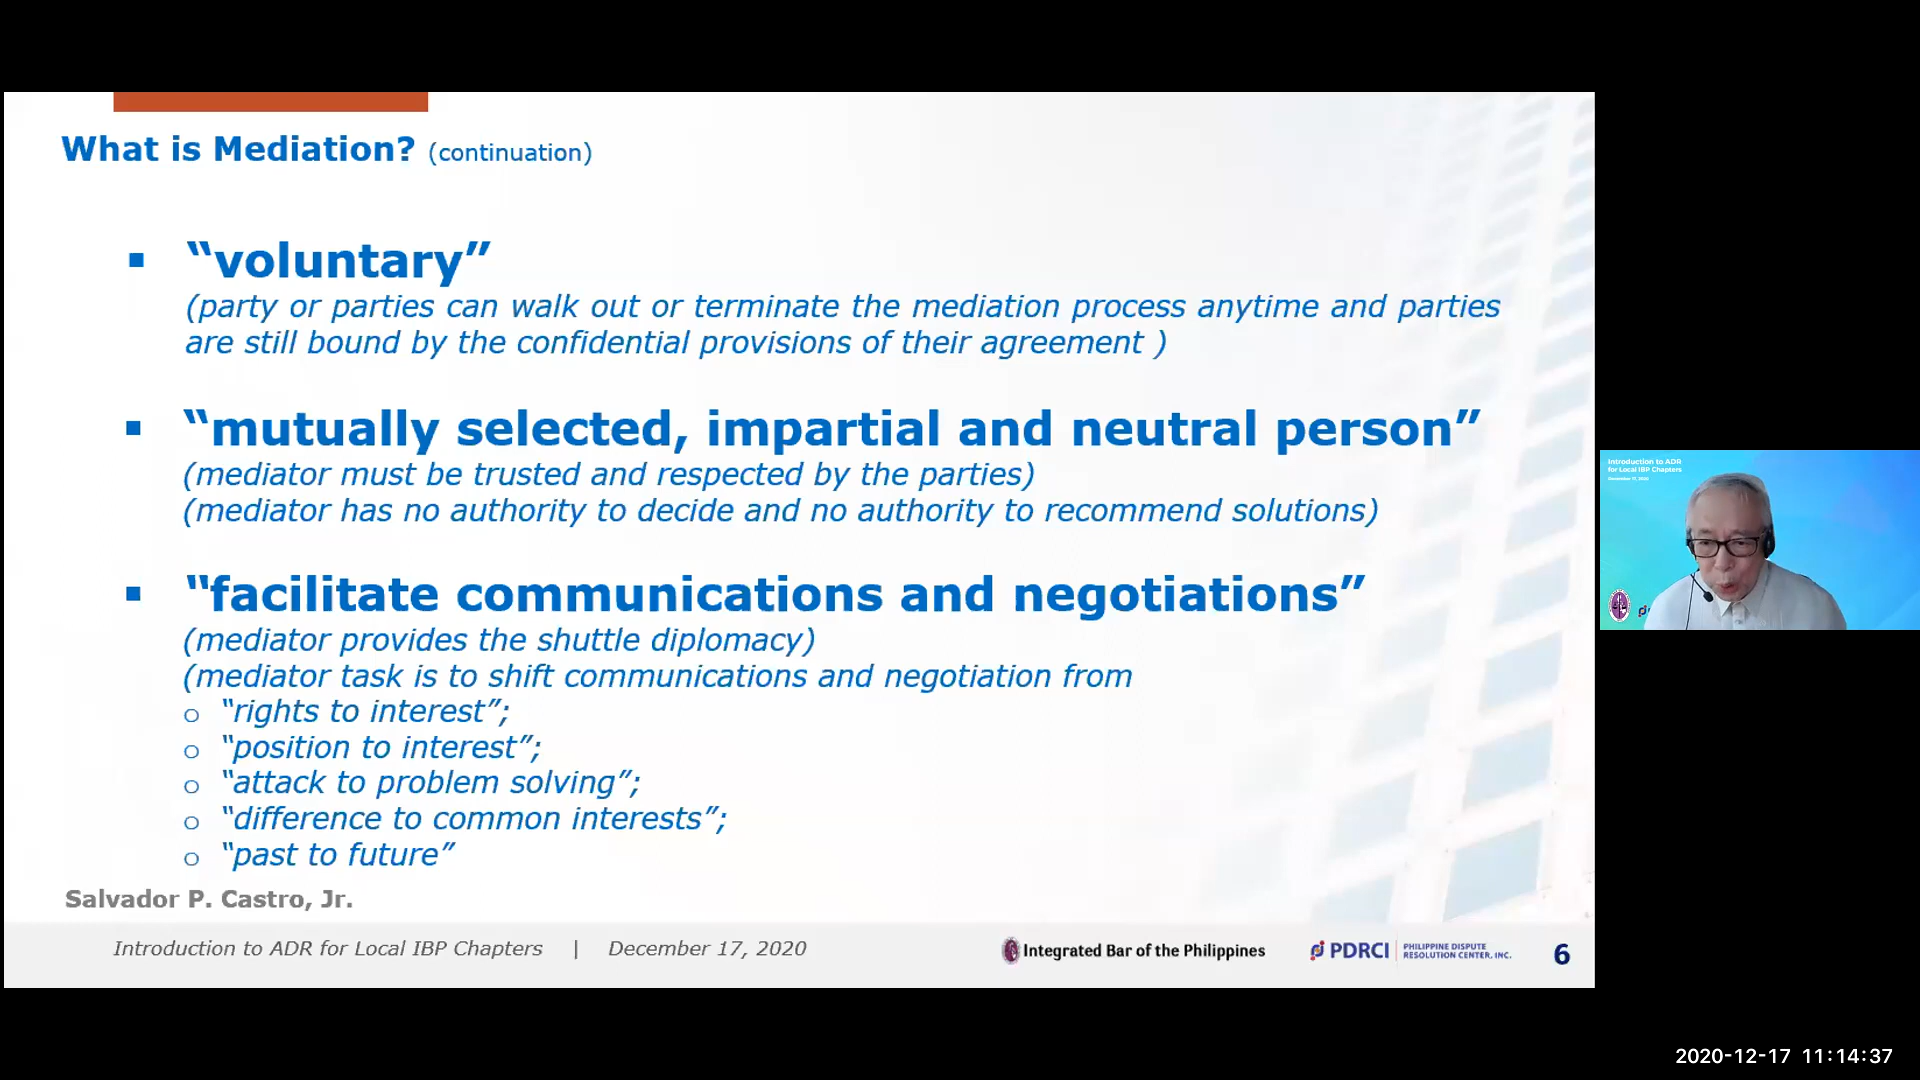 What is Mediation? (continuation)
▪ “voluntary”
(party or parties can walk out or terminate the mediation process anytime and parties
are still bound by the confidential provisions of their agreement )
▪ “mutually selected, impartial and neutral person”
(mediator must be trusted and respected by the parties)
(mediator has no authority to decide and no authority to recommend solutions)
▪ “facilitate communications and negotiations”
(mediator provides the shuttle diplomacy)
(mediator task is to shift communications and negotiation from
o “rights to interest”;
o “position to interest”;
o “attack to problem solving”;
o “difference to common interests”;
o “past to future”
Salvador P. Castro, Jr.
Introduction to ADR for Local IBP Chapters | December 17, 2020
Integrated Bar of the Philippines
PDRCI
PHILIPPINE DISPUTE
RESOLUTION CENTER, INC.
6
Introduction to ADR
for Local IBP Chapters
December 17, 2020
2020-12-17 11:14:37